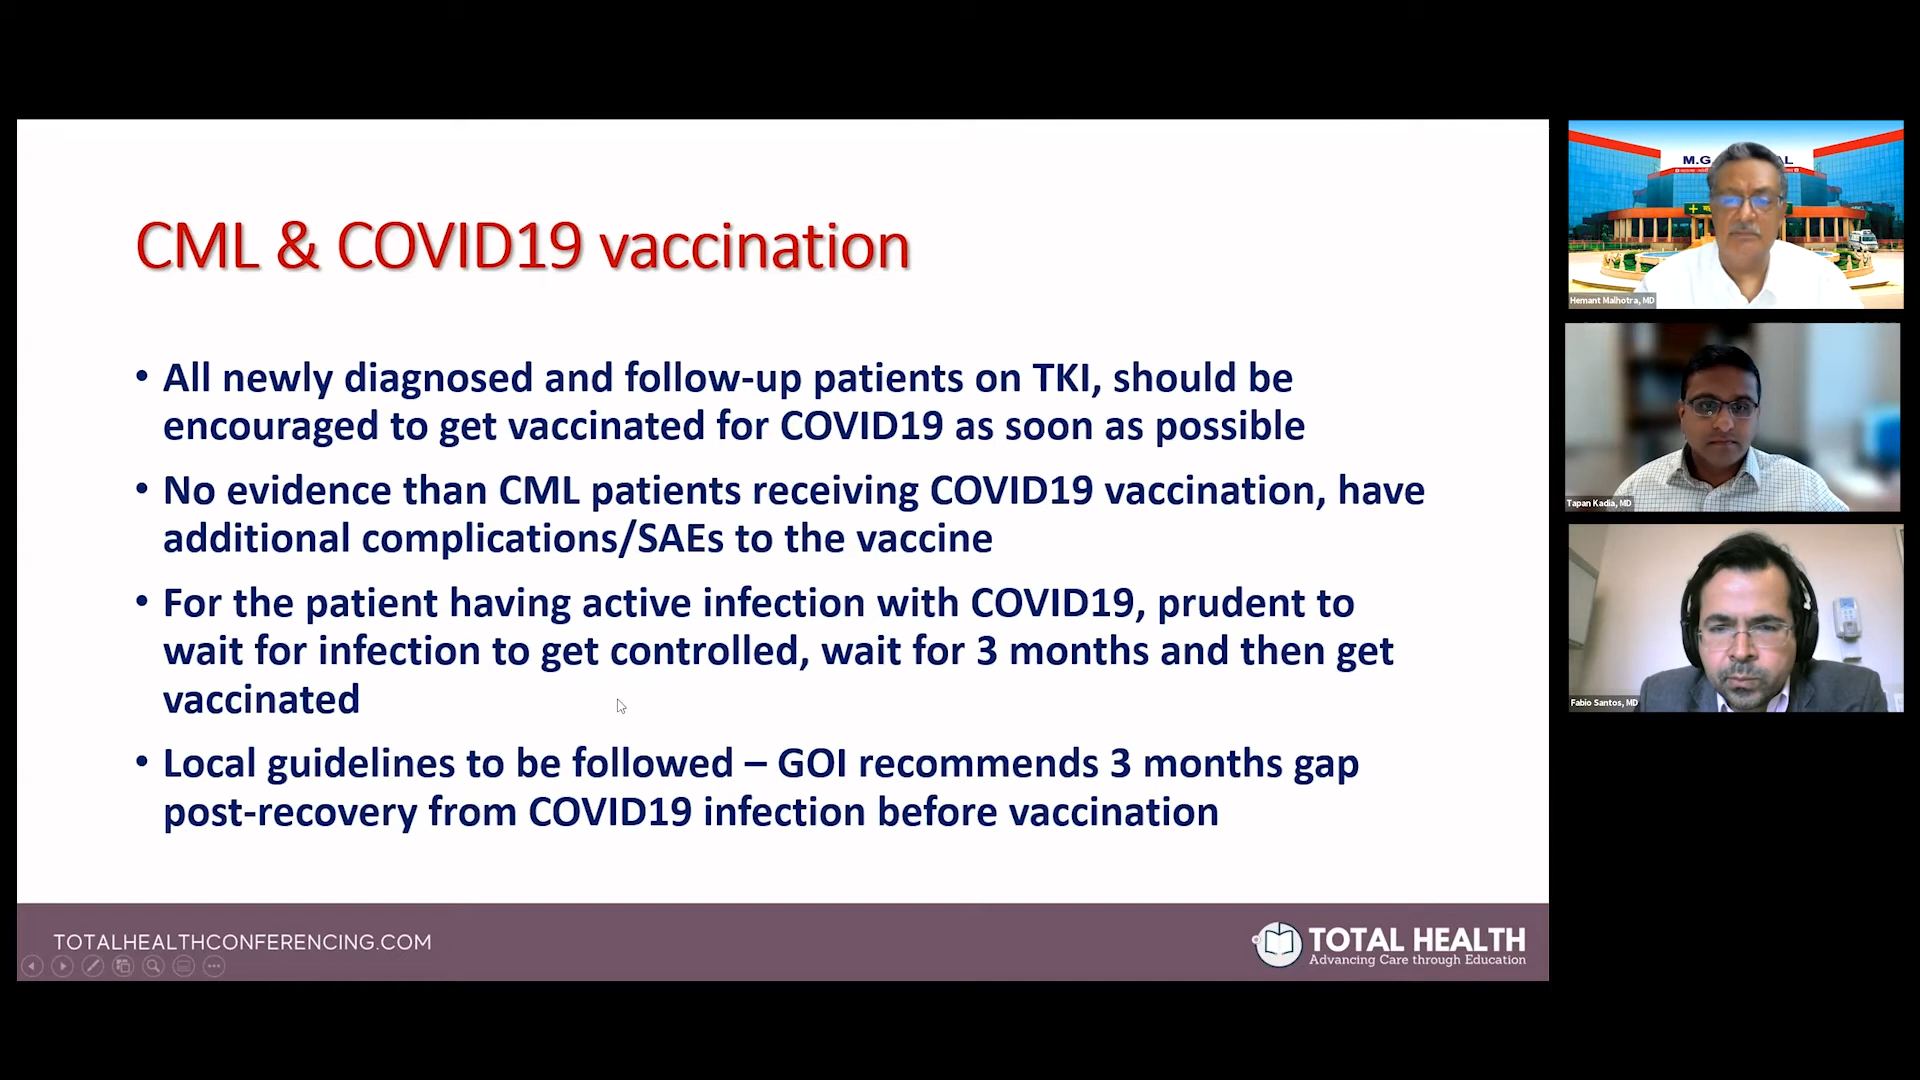 CML & COVID19 vaccination
• All newly diagnosed and follow-up patients on TKI, should be
encouraged to get vaccinated for COVID19 as soon as possible
• No evidence than CML patients receiving COVID19 vaccination, have
additional complications/SAEs to the vaccine
• For the patient having active infection with COVID19, prudent to
wait for infection to get controlled, wait for 3 months and then get
vaccinated
• Local guidelines to be followed – GOI recommends 3 months gap
post-recovery from COVID19 infection before vaccination
TOTALHEALTHCONFERENCING.COM
TOTAL HEALTH
Advancing Care through Education
M.G
AL
Hemant Malhotra, MD
Tapan Kadia, MD
Fabio Santos, MD